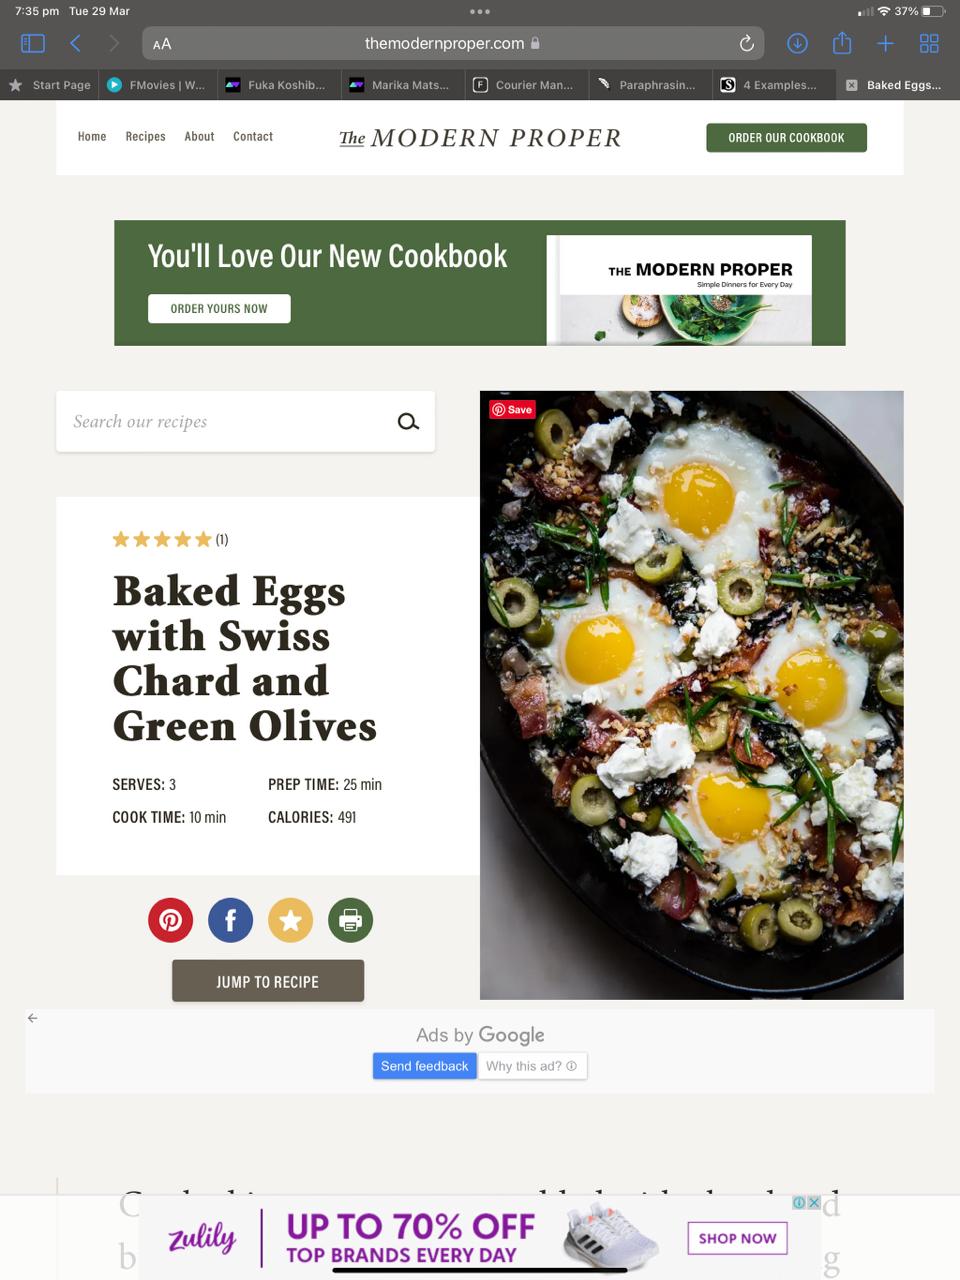 7:35 pm Tue 29 Mar
37%
AA
themodernproper.com
Start Page
FMovies | W...
Fuka Koshib...
Marika Mats...
Courier Man...
Paraphrasin...
4 Examples...
Baked Eggs...
Home Recipes About Contact
The MODERN PROPER
ORDER OUR COOKBOOK
You'll Love Our New Cookbook
ORDER YOURS NOW
THE MODERN PROPER
Simple Dinners for Every Day
Search our recipes
Save
(1)
Baked Eggs
with Swiss
Chard and
Green Olives
SERVES: 3 PREP TIME: 25 min
COOK TIME: 10 min CALORIES: 491
JUMP TO RECIPE
Ads by Google
Send feedback Why this ad?
zulily
UP TO 70% OFF
TOP BRANDS EVERY DAY
SHOP NOW